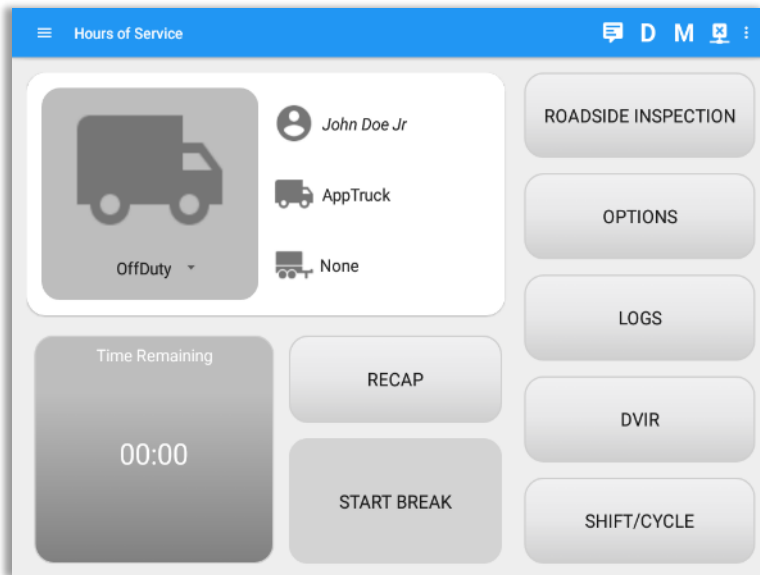 Hours of Service
D M
John Doe Jr
AppTruck
None
OffDuty
Time Remaining
00:00
RECAP
START BREAK
ROADSIDE INSPECTION
OPTIONS
LOGS
DVIR
SHIFT/CYCLE